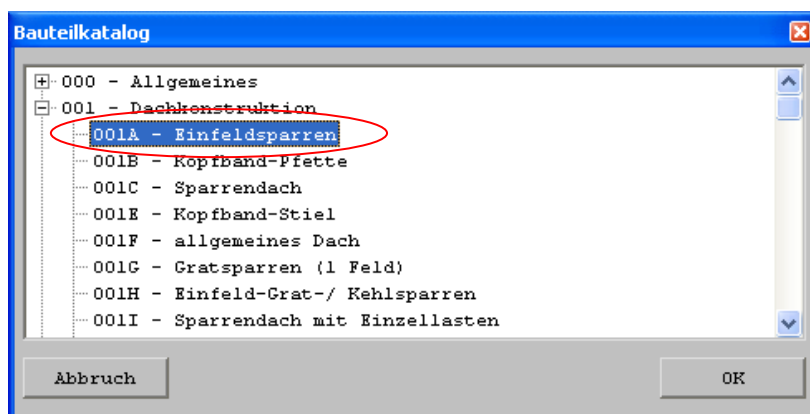 Bauteilkatalog
000 - Allgemeines
001 - Dachkonstruktion
001A - Einfeldsparren
001B - Kopfband-Pfette
001C - Sparrendach
001E - Kopfband-Stiel
001F - allgemeines Dach
001G - Gratsparren (1 Feld)
001H - Einfeld-Grat-/ Kehlsparren
001I - Sparrendach mit Einzellasten
Abbruch OK